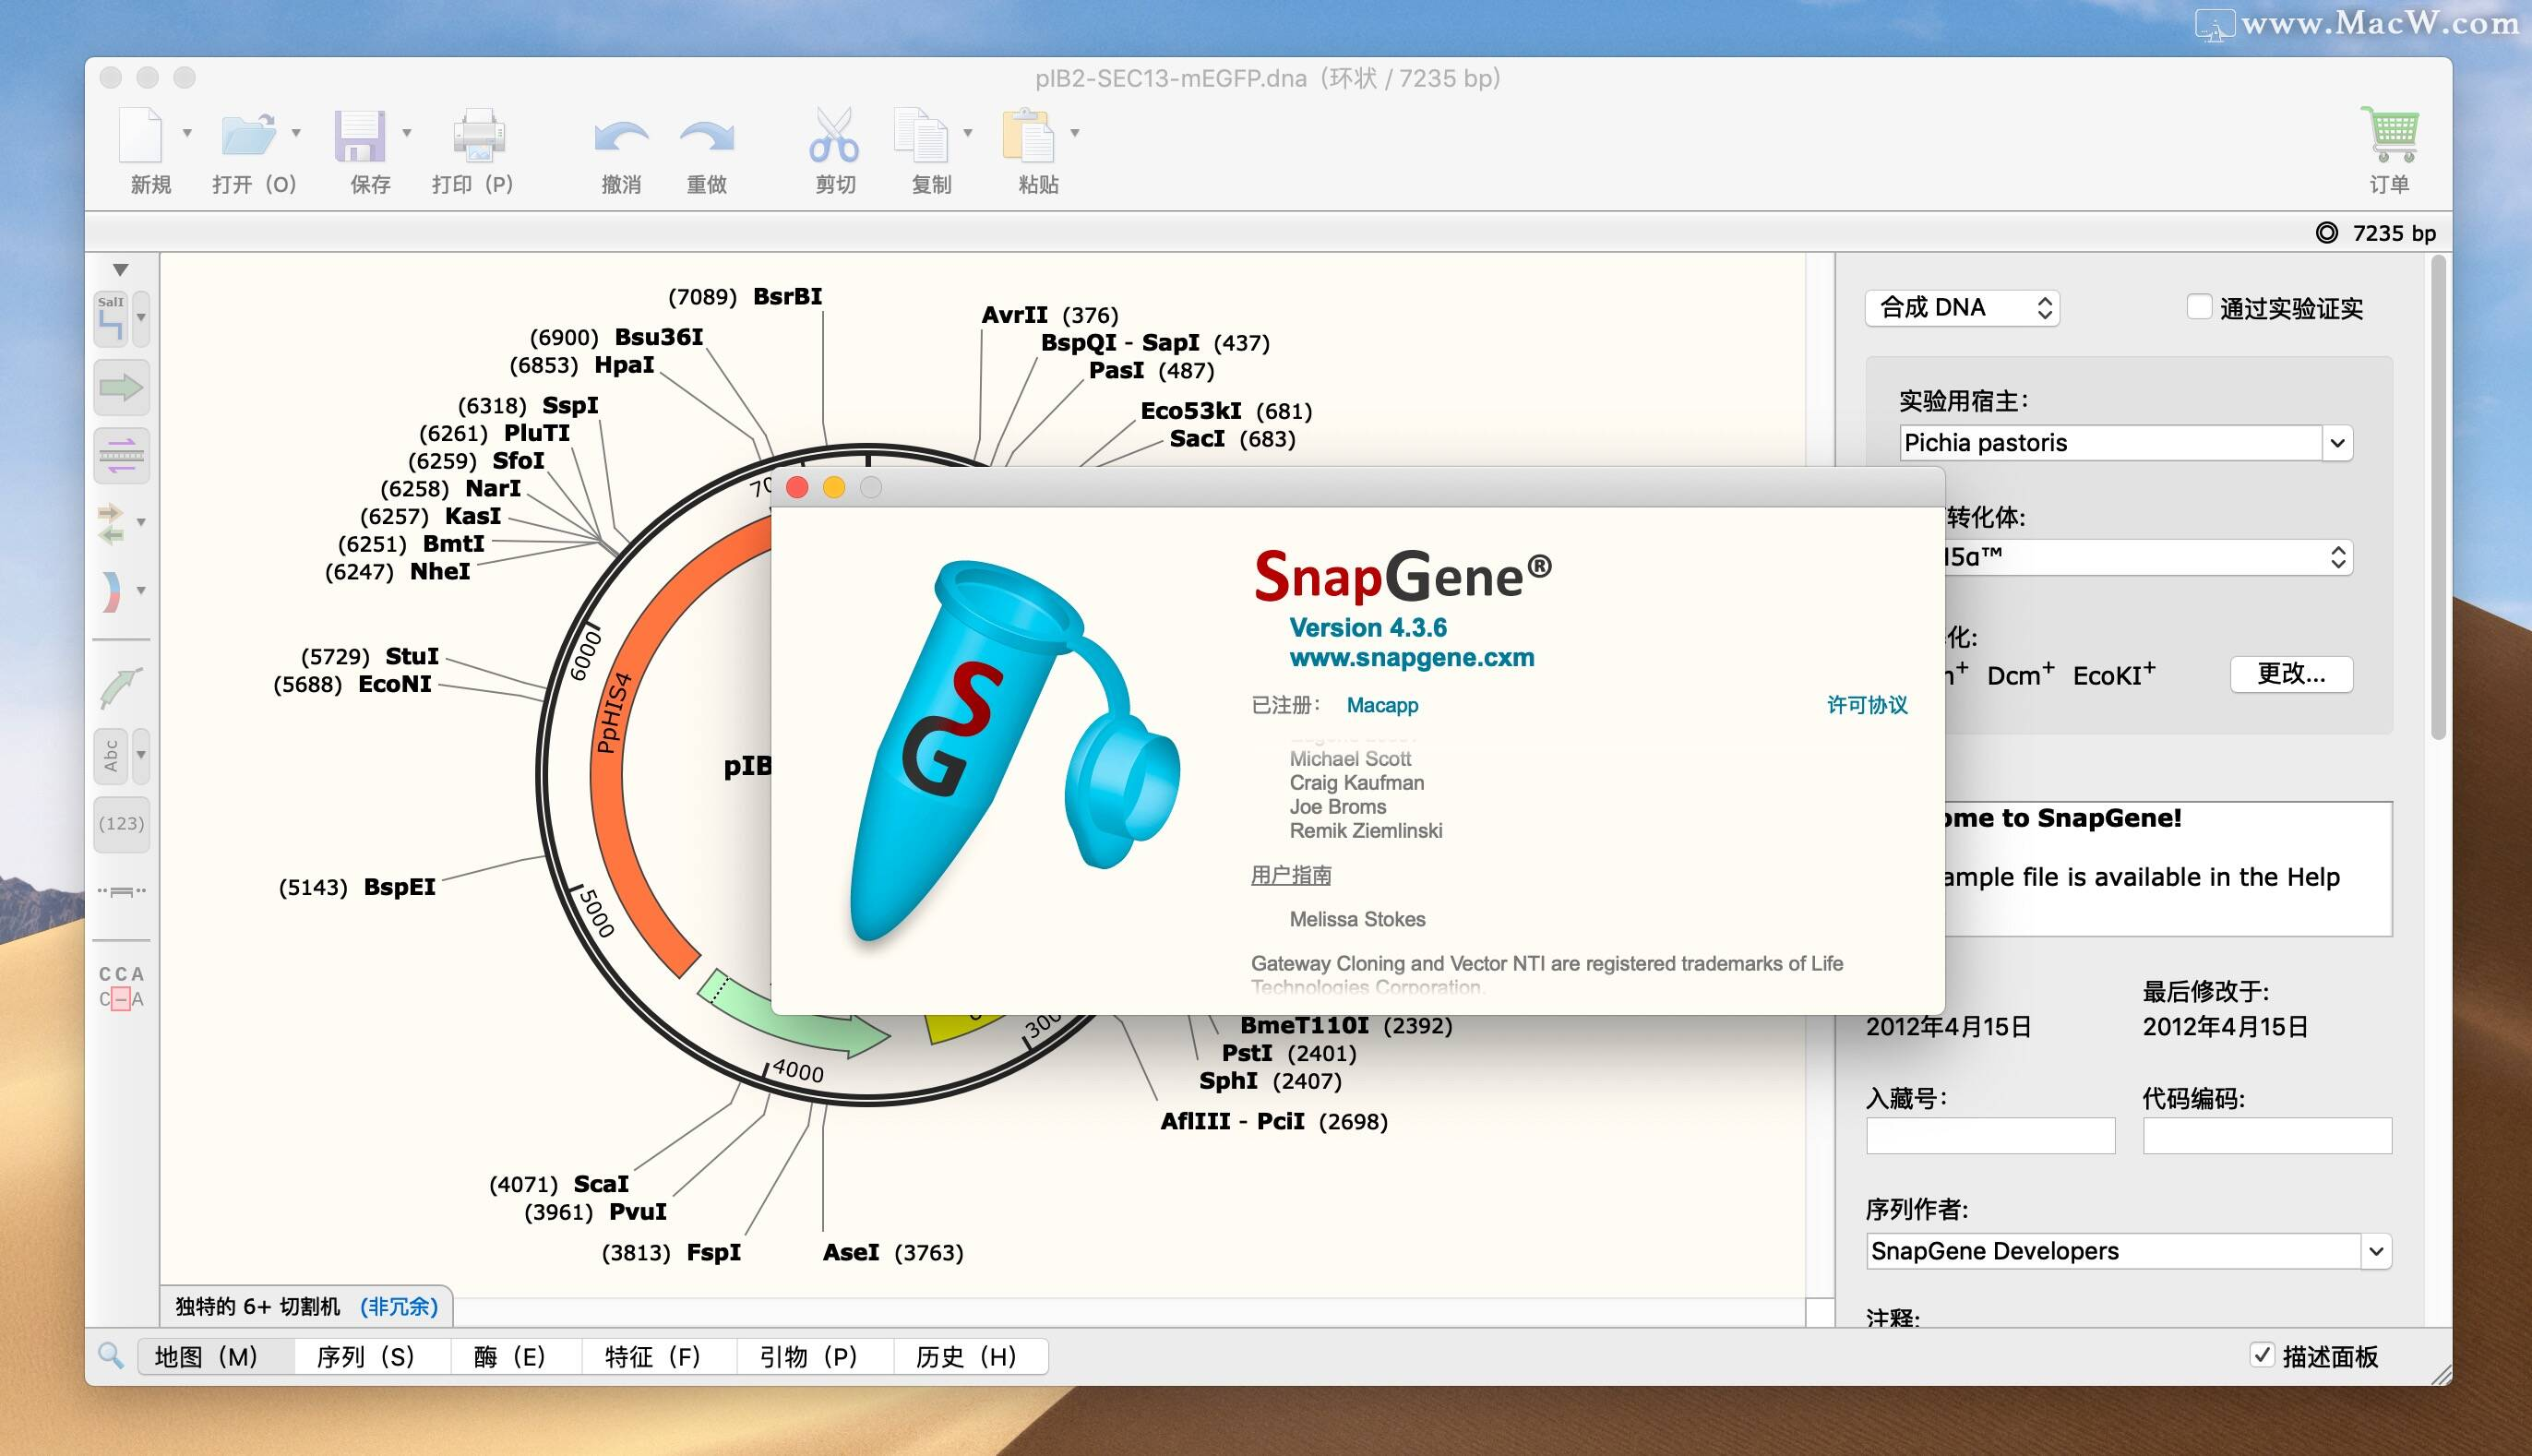 www.MacW.com
pIB2-SEC13-mEGFP.dna（环状 / 7235 bp）
新規
打开（O）
保存
打印（P）
撤消
重做
剪切
复制
粘贴
订单
7235 bp
SalI
Abc
(123)
CCA
C-A
(7089) BsrBI
(6900) Bsu36I
(6853) HpaI
(6318) SspI
(6261) PluTI
(6259) SfoI
(6258) NarI
(6257) KasI
(6251) BmtI
(6247) NheI
(5729) StuI
(5688) EcoNI
(5143) BspEI
(4071) ScaI
(3961) PvuI
(3813) FspI
AseI (3763)
AvrII (376)
BspQI - SapI (437)
PasI (487)
Eco53kI (681)
SacI (683)
BmeT110I (2392)
PstI (2401)
SphI (2407)
AflIII - PciI (2698)
6000
5000
4000
PpHIS4
pIB
SG
SnapGene®
Version 4.3.6
www.snapgene.cxm
已注册： Macapp
许可协议
Michael Scott
Craig Kaufman
Joe Broms
Remik Ziemlinski
用户指南
Melissa Stokes
Gateway Cloning and Vector NTI are registered trademarks of Life
Technologies Corporation.
合成 DNA
通过实验证实
实验用宿主：
Pichia pastoris
转化体:
5α™
化:
Dcm+ EcoKI+
更改...
ome to SnapGene!
ample file is available in the Help
最后修改于:
2012年4月15日
2012年4月15日
入藏号：
代码编码:
序列作者:
SnapGene Developers
注释:
独特的 6+ 切割机 (非冗余)
地图（M）
序列（S）
酶（E）
特征（F）
引物（P）
历史（H）
描述面板